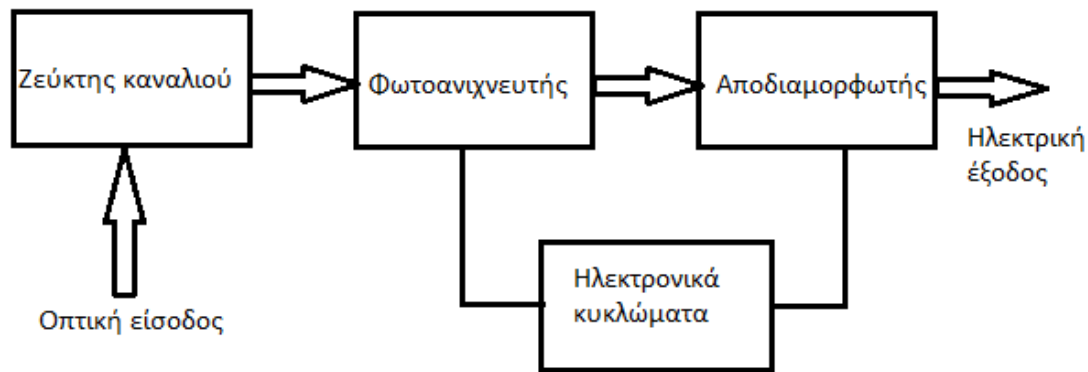 Ζεύκτης καναλιού
Φωτοανιχνευτής
Αποδιαμορφωτής
Ηλεκτρική
έξοδος
Ηλεκτρονικά
κυκλώματα
Οπτική είσοδος